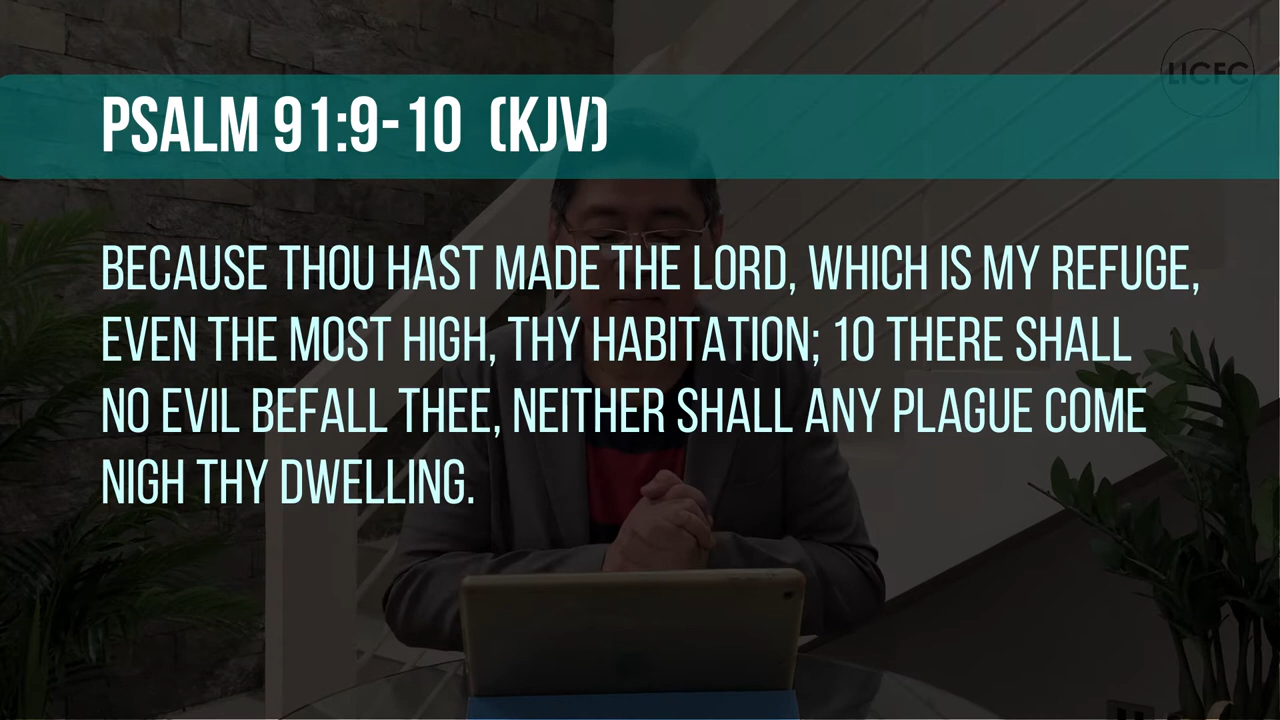 LICFC
PSALM 91:9-10 (KJV)
BECAUSE THOU HAST MADE THE LORD, WHICH IS MY REFUGE,
EVEN THE MOST HIGH, THY HABITATION; 10 THERE SHALL
NO EVIL BEFALL THEE, NEITHER SHALL ANY PLAGUE COME
NIGH THY DWELLING.